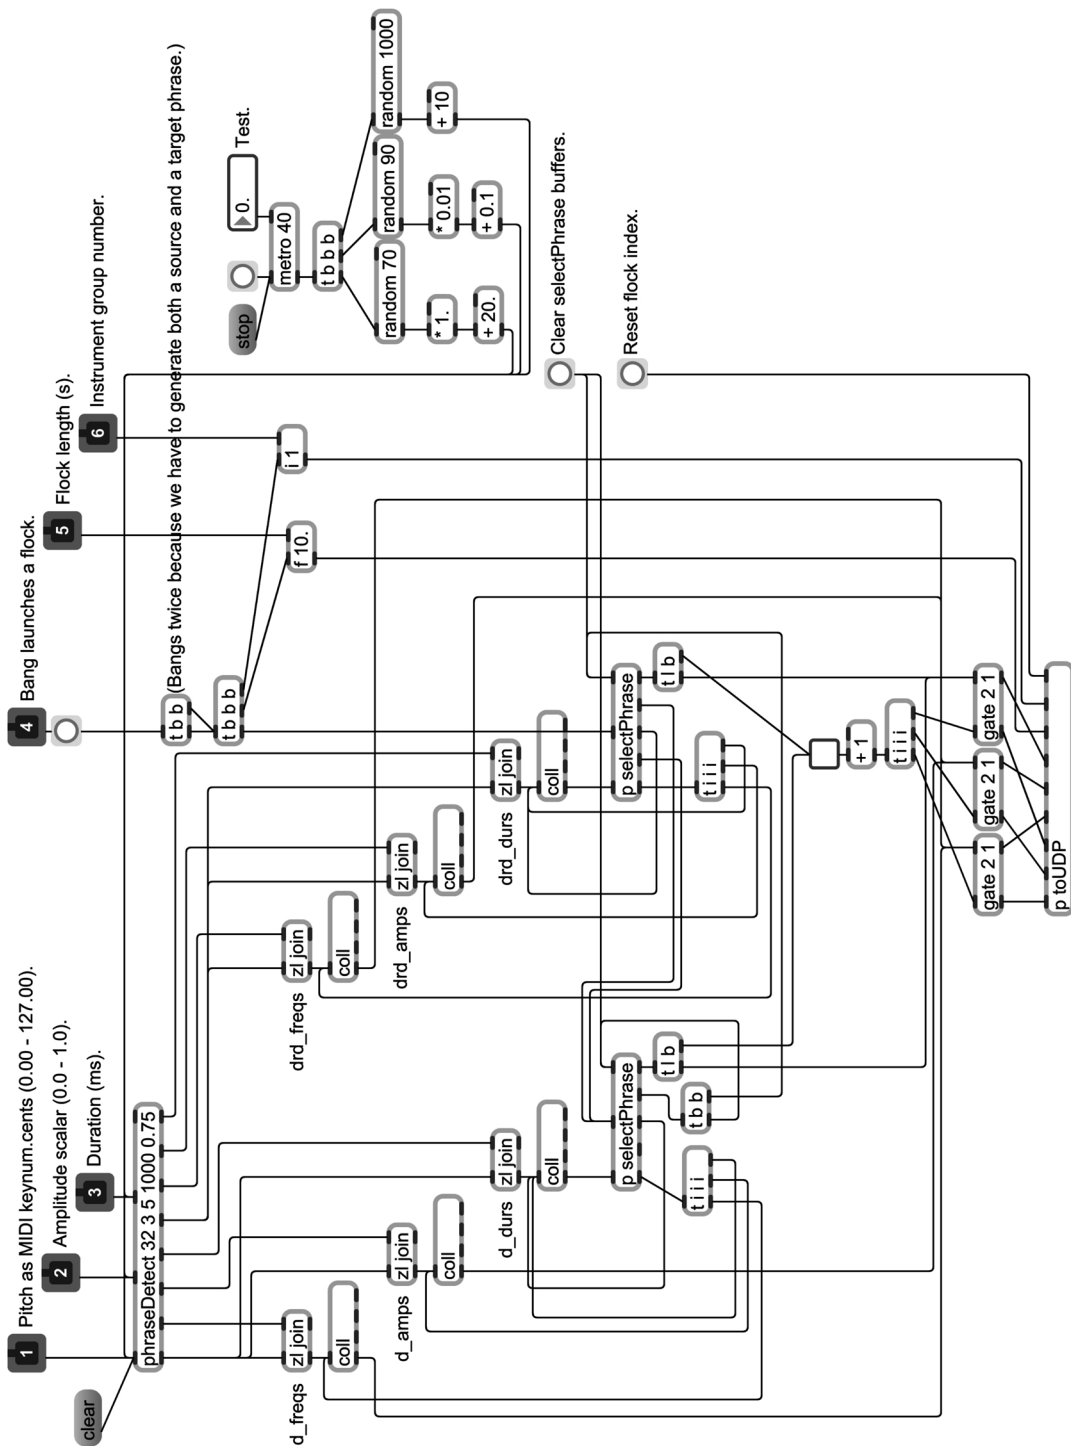 1
Pitch as MIDI keynum.cents (0.00 - 127.00).
2
Amplitude scalar (0.0 - 1.0).
3
Duration (ms).
4
Bang launches a flock.
5
Flock length (s).
6
Instrument group number.
clear
phraseDetect 32 3 5 1000 0.75
t b b
(Bangs twice because we have to generate both a source and a target phrase.)
t b b b
stop
0.
Test.
metro 40
t b b b
random 70
random 90
random 1000
* 1.
* 0.01
+ 10
+ 20.
+ 0.1
f 10.
i 1
d_freqs
zl join
coll
drd_freqs
zl join
coll
d_amps
zl join
coll
drd_amps
zl join
coll
d_durs
zl join
coll
drd_durs
zl join
coll
Clear selectPhrase buffers.
Reset flock index.
p selectPhrase
p selectPhrase
t l b
t l b
t i i i
t b b
t i i i
+ 1
t i i i
gate 2 1
gate 2 1
gate 2 1
p toUDP